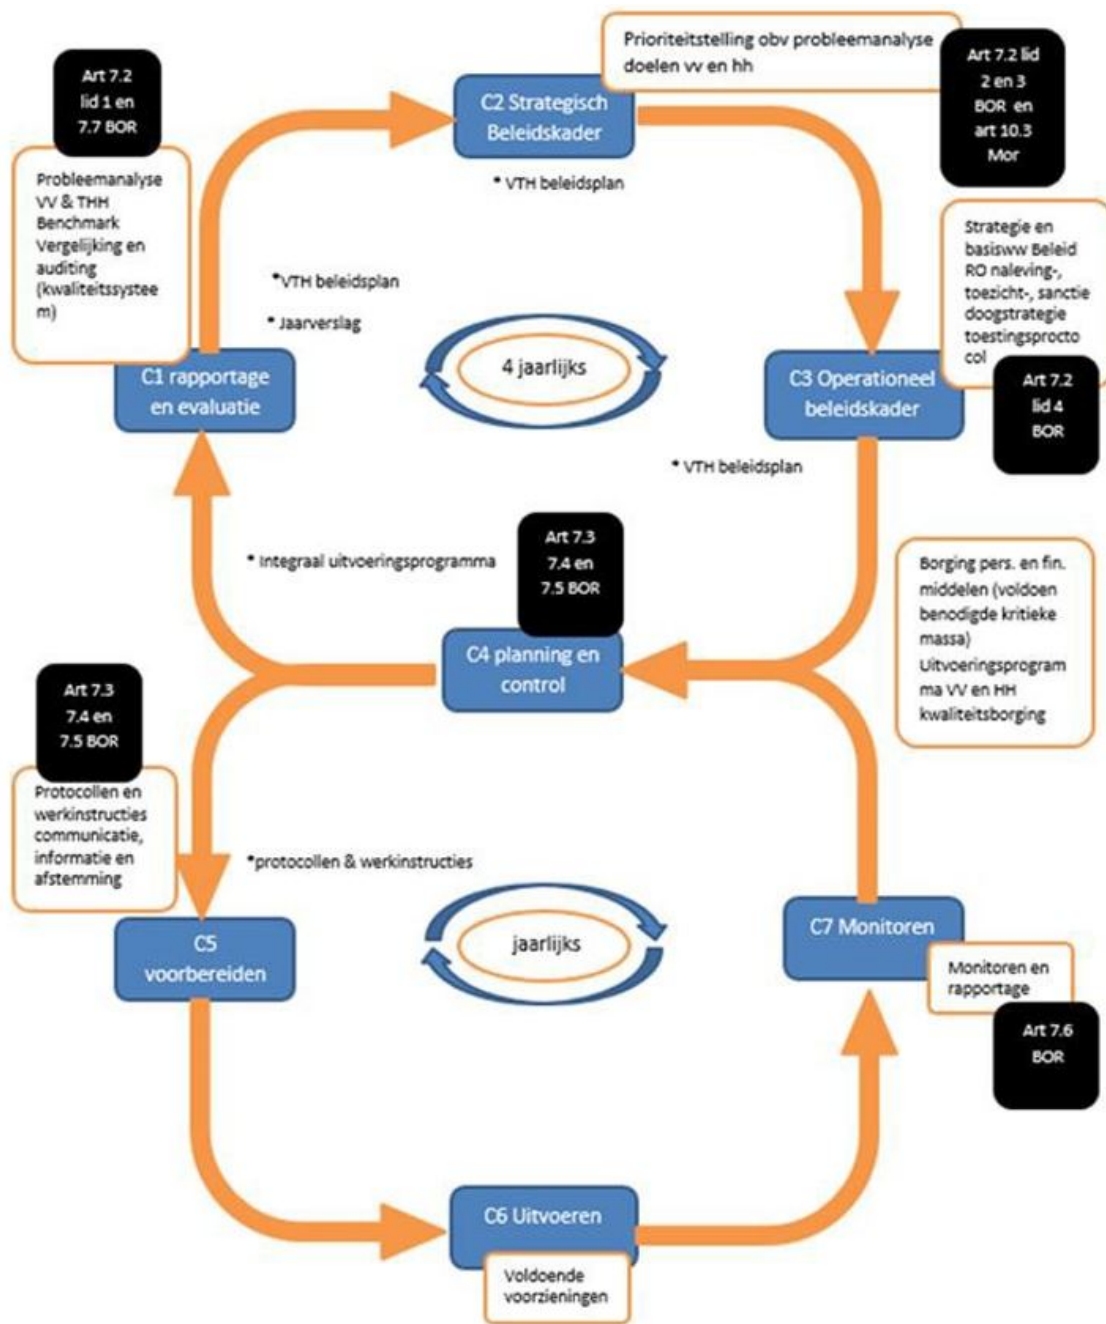 Prioriteitstelling obv probleemanalyse
doelen vv en hh
Art 7.2 lid
2 en 3
BOR en
art 10.3
Mor
Art 7.2
lid 1 en
7.7 BOR
C2 Strategisch
Beleidskader
* VTH beleidsplan
Probleemanalyse
VV & THH
Benchmark
Vergelijking en
auditing
(kwaliteitssystee
m)
Strategie en
basisww Beleid
RO naleving-,
toezicht-, sanctie
doogstrategie
toestingsprocto
col
*VTH beleidsplan
* Jaarverslag
4 jaarlijks
C1 rapportage
en evaluatie
C3 Operationeel
beleidskader
Art 7.2
lid 4
BOR
* VTH beleidsplan
* Integraal uitvoeringsprogramma
Art 7.3
7.4 en
7.5 BOR
Borging pers. en fin.
middelen (voldoen
benodigde kritieke
massa)
Uitvoeringsprogram
ma VV en HH
kwaliteitsborging
C4 planning en
control
Art 7.3
7.4 en
7.5 BOR
Protocollen en
werkinstructies
communicatie,
informatie en
afstemming
*protocollen & werkinstructies
jaarlijks
C5
voorbereiden
C7 Monitoren
Monitoren en
rapportage
Art 7.6
BOR
C6 Uitvoeren
Voldoende
voorzieningen